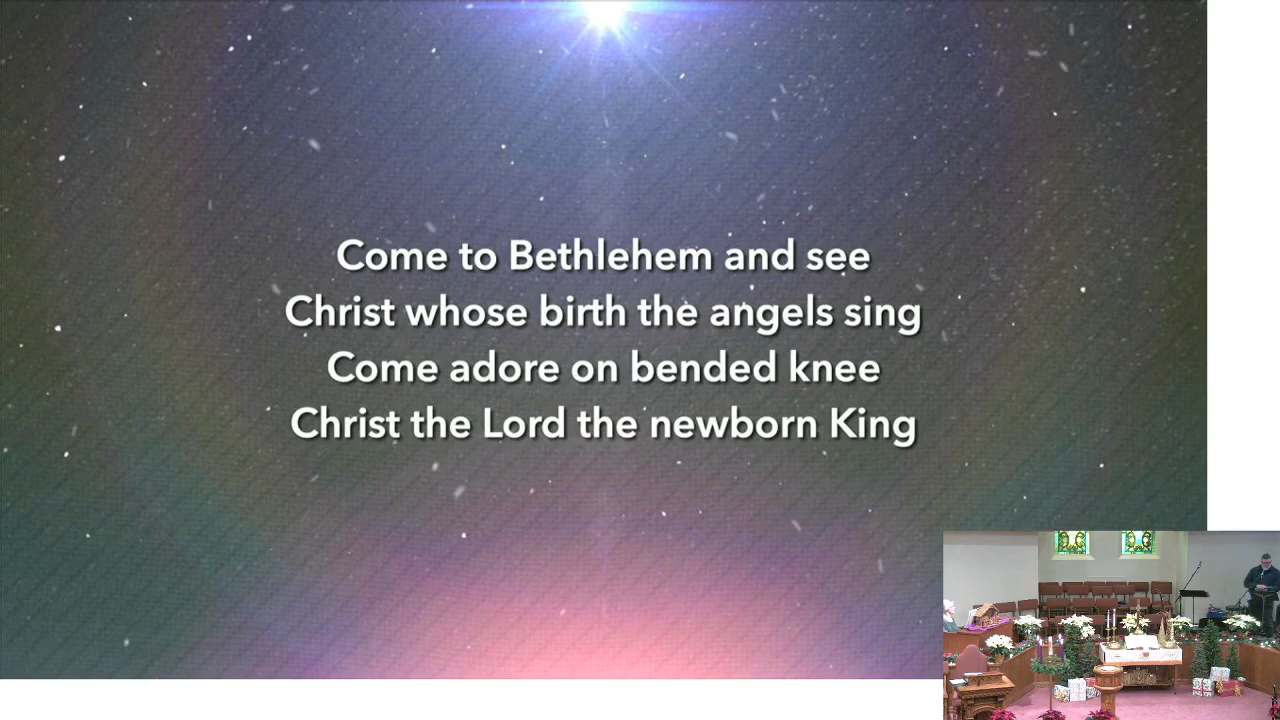 Come to Bethlehem and see
Christ whose birth the angels sing
Come adore on bended knee
Christ the Lord the newborn King